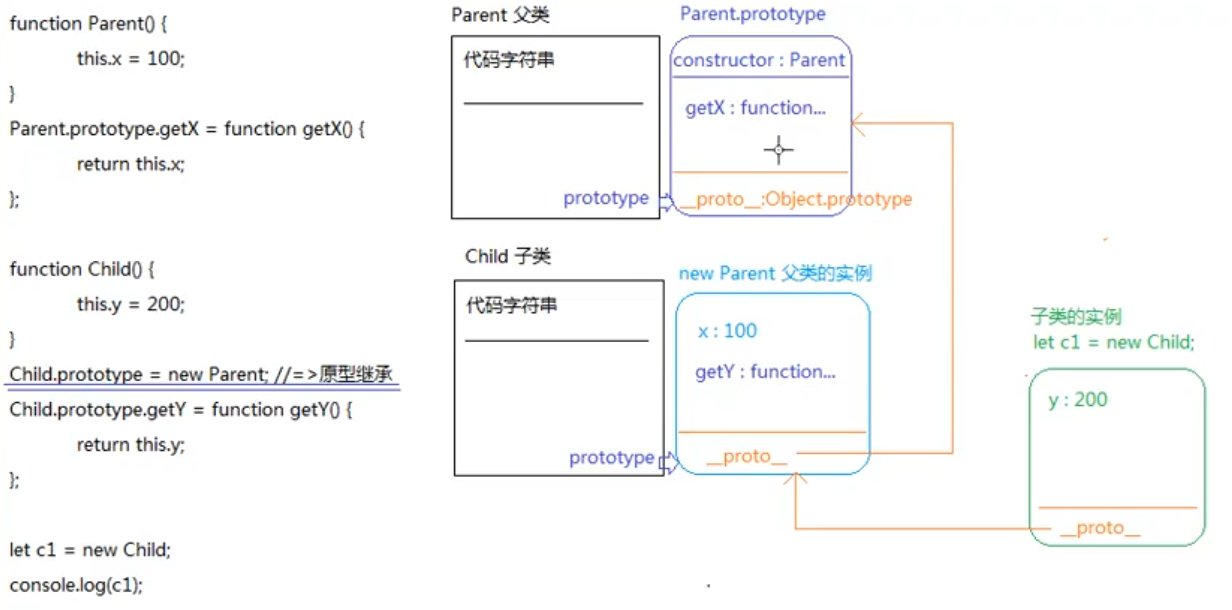 function Parent() {
this.x = 100;
}
Parent.prototype.getX = function getX() {
return this.x;
};
function Child() {
this.y = 200;
}
Child.prototype = new Parent; //=>原型继承
Child.prototype.getY = function getY() {
return this.y;
};
let c1 = new Child;
console.log(c1);
Parent 父类
代码字符串
prototype
Parent.prototype
constructor : Parent
getX : function...
__proto__:Object.prototype
Child 子类
代码字符串
prototype
new Parent 父类的实例
x : 100
getY : function...
__proto__
子类的实例
let c1 = new Child;
y : 200
__proto__